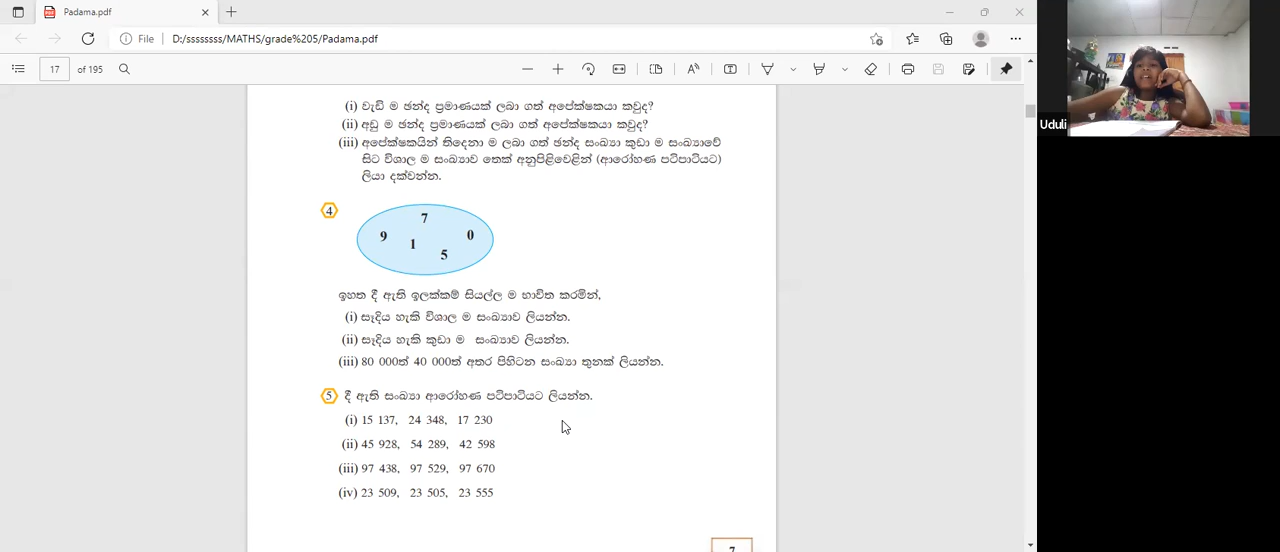 Padama.pdf
File D:/ssssssss/MATHS/grade%205/Padama.pdf
17 of 195
(i) වැඩි ම ඡන්ද ප්‍රමාණයක් ලබා ගත් අපේක්ෂකයා කවුද?
(ii) අඩු ම ඡන්ද ප්‍රමාණයක් ලබා ගත් අපේක්ෂකයා කවුද?
(iii) අපේක්ෂකයින් තිදෙනා ම ලබා ගත් ඡන්ද සංඛ්‍යා කුඩා ම සංඛ්‍යාවේ
සිට විශාල ම සංඛ්‍යාව තෙක් අනුපිළිවෙළින් (ආරෝහණ පටිපාටියට)
ලියා දක්වන්න.
Uduli
4
7
9 1 0
5
ඉහත දී ඇති ඉලක්කම් සියල්ල ම භාවිත කරමින්,
(i) සෑදිය හැකි විශාල ම සංඛ්‍යාව ලියන්න.
(ii) සෑදිය හැකි කුඩා ම සංඛ්‍යාව ලියන්න.
(iii) 80 000ත් 40 000ත් අතර පිහිටන සංඛ්‍යා තුනක් ලියන්න.
5 දී ඇති සංඛ්‍යා ආරෝහණ පටිපාටියට ලියන්න.
(i) 15 137, 24 348, 17 230
(ii) 45 928, 54 289, 42 598
(iii) 97 438, 97 529, 97 670
(iv) 23 509, 23 505, 23 555
7